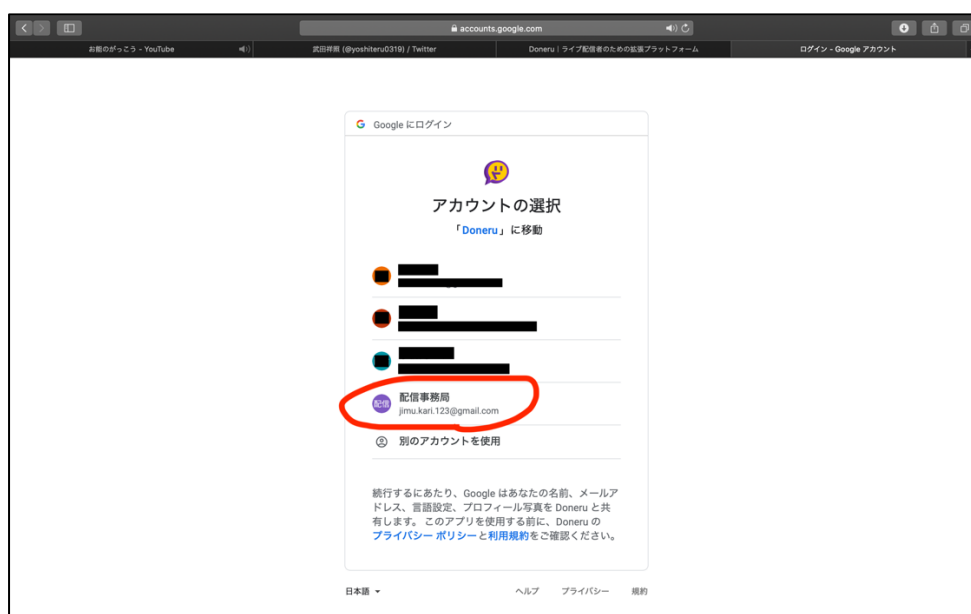 accounts.google.com
お能のがっこう - YouTube
武田祥照 (@yoshiteru0319) / Twitter
Doneru｜ライブ配信者のための拡張プラットフォーム
ログイン - Google アカウント
Google にログイン
アカウントの選択
「Doneru」に移動
配信
配信事務局
jimu.kari.123@gmail.com
別のアカウントを使用
続行するにあたり、Google はあなたの名前、メールア
ドレス、言語設定、プロフィール写真を Doneru と共
有します。このアプリを使用する前に、Doneru の
プライバシー ポリシーと利用規約をご確認ください。
日本語
ヘルプ
プライバシー
規約